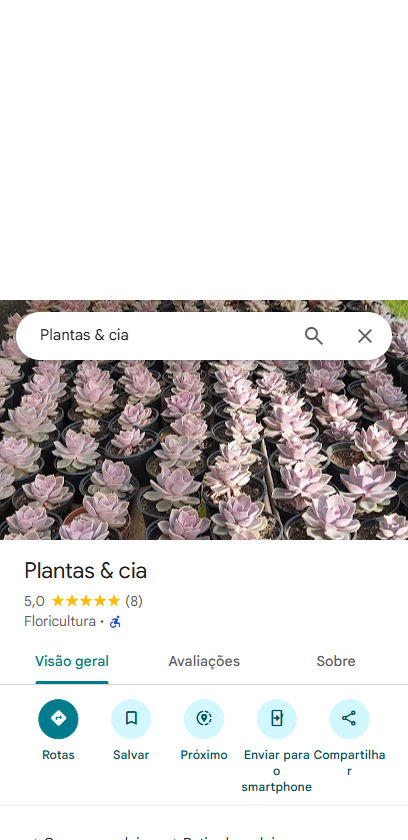 Plantas & cia
Plantas & cia
5,0 (8)
Floricultura •
Visão geral Avaliações Sobre
Rotas Salvar Próximo Enviar para o smartphone Compartilhar